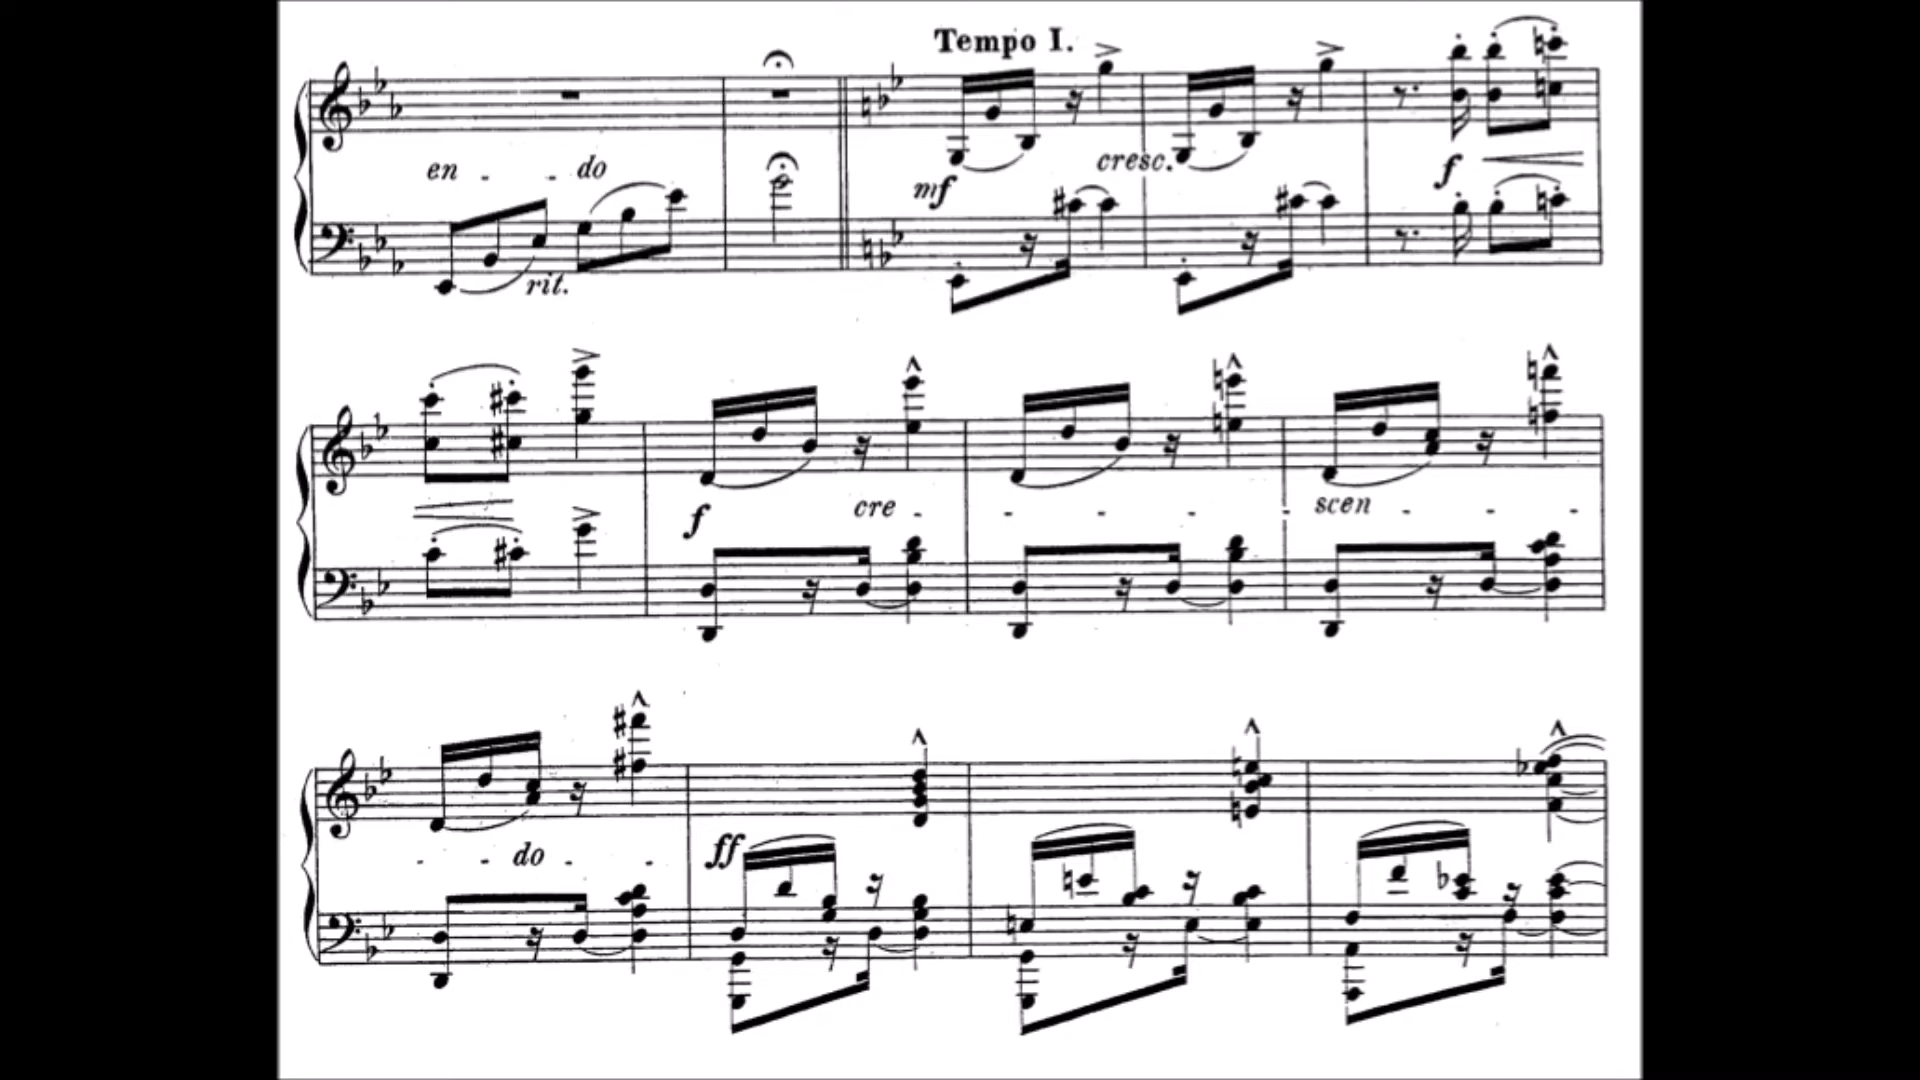 Tempo I.
en - - do
mf
cresc.
f
rit.
f
cre - - - - - scen - - -
- - do - -
ff